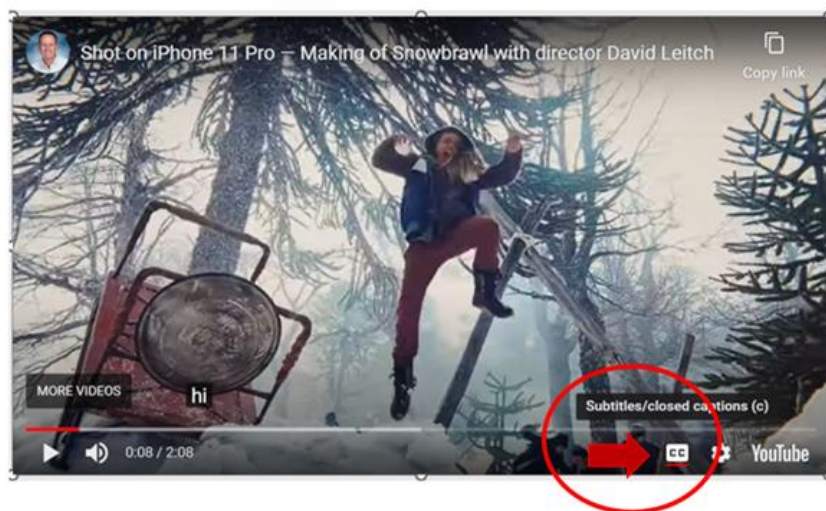 Shot on iPhone 11 Pro — Making of Snowbrawl with director David Leitch
Copy link
MORE VIDEOS
hi
Subtitles/closed captions (c)
0:08 / 2:08
CC
YouTube